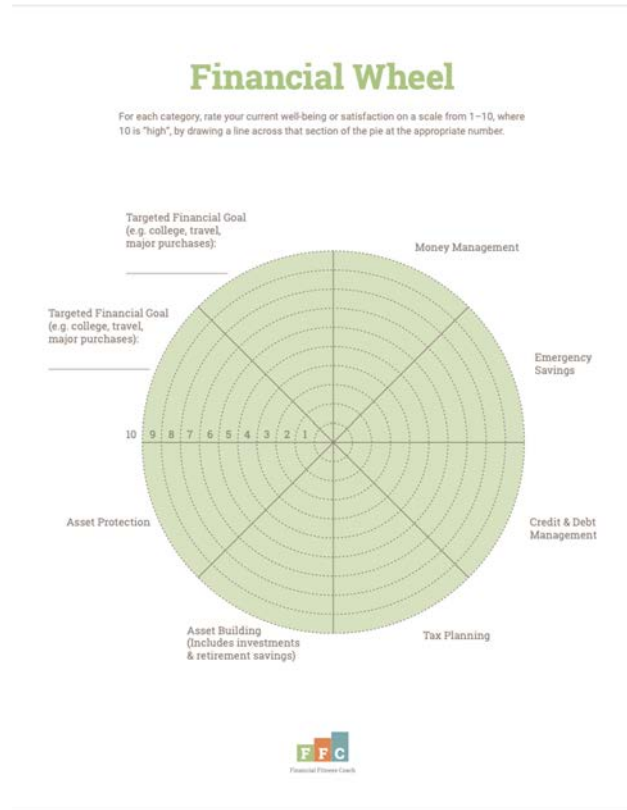 Financial Wheel
For each category, rate your current well-being or satisfaction on a scale from 1–10, where
10 is "high", by drawing a line across that section of the pie at the appropriate number.
Targeted Financial Goal
(e.g. college, travel,
major purchases):
Money Management
Targeted Financial Goal
(e.g. college, travel,
major purchases):
Emergency
Savings
10 9 8 7 6 5 4 3 2 1
Asset Protection
Credit & Debt
Management
Asset Building
(Includes investments
& retirement savings)
Tax Planning
F F C
Financial Fitness Coach